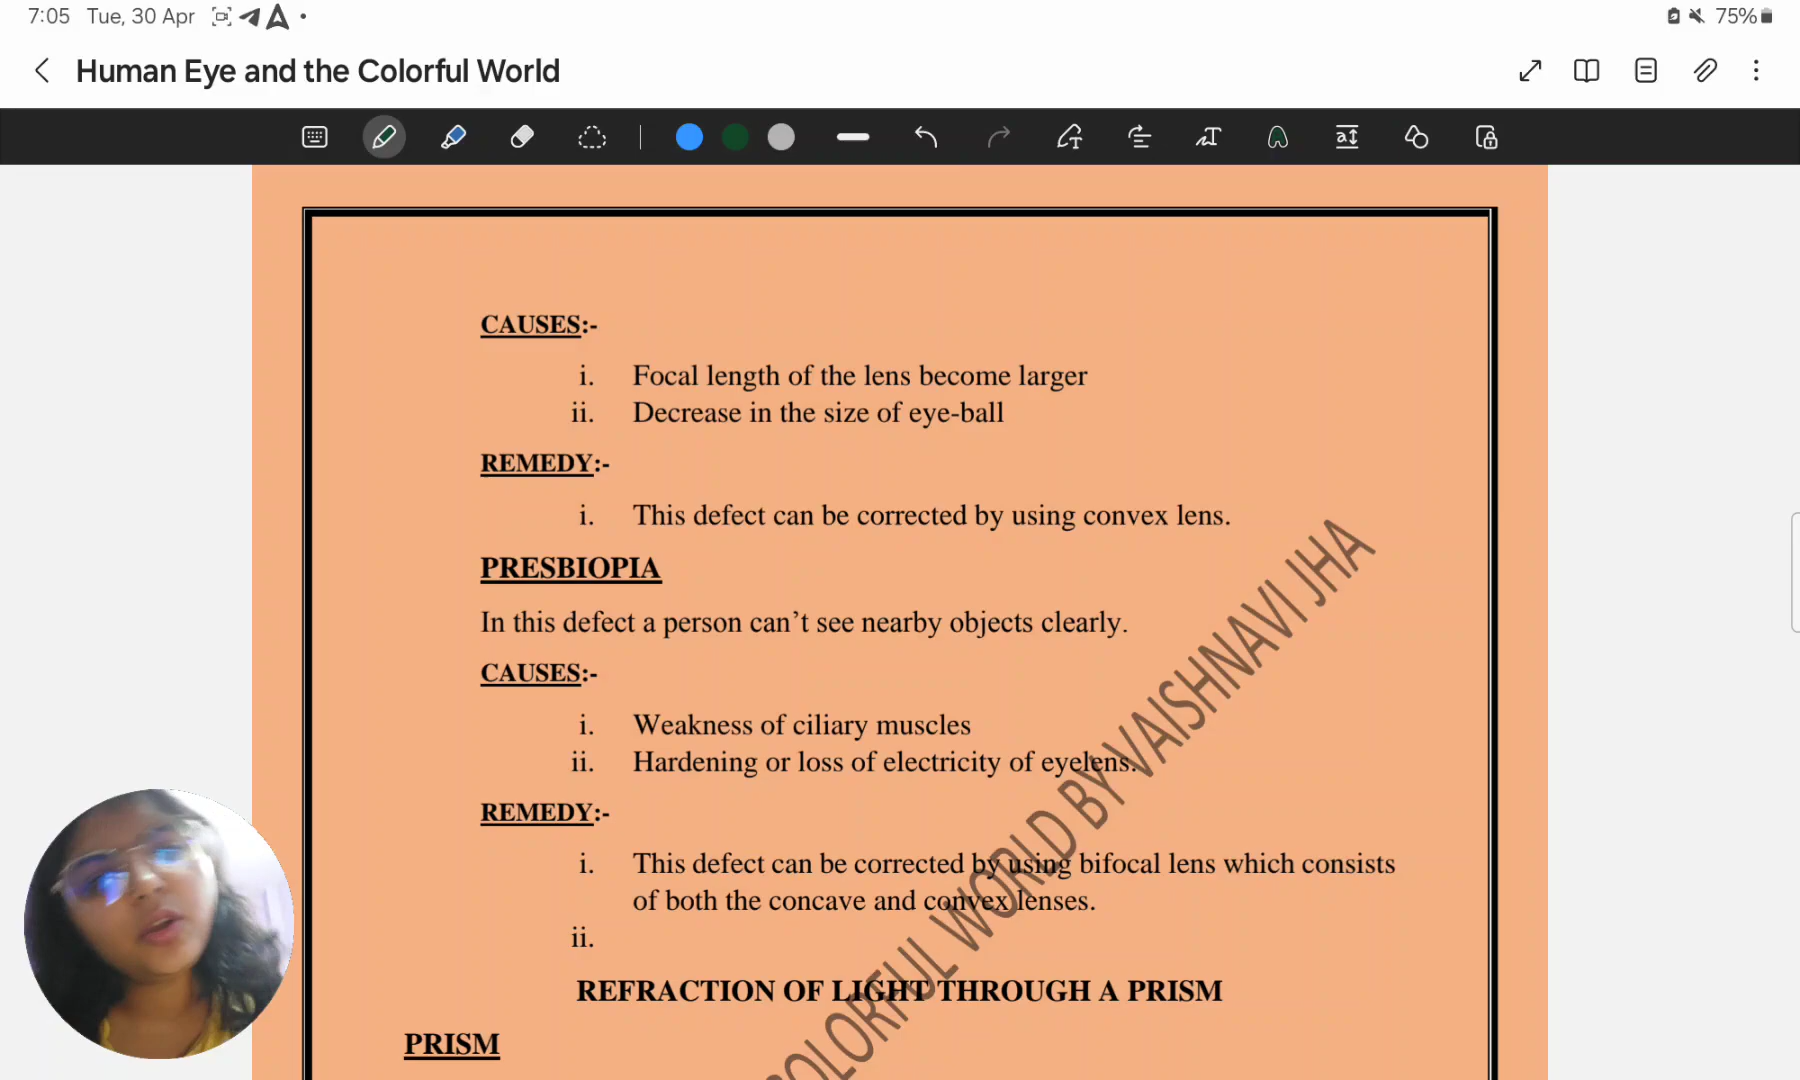 7:05 Tue, 30 Apr
75%
Human Eye and the Colorful World
CAUSES:-
i. Focal length of the lens become larger
ii. Decrease in the size of eye-ball
REMEDY:-
i. This defect can be corrected by using convex lens.
PRESBIOPIA
In this defect a person can’t see nearby objects clearly.
CAUSES:-
i. Weakness of ciliary muscles
ii. Hardening or loss of electricity of eyelens.
REMEDY:-
i. This defect can be corrected by using bifocal lens which consists
of both the concave and convex lenses.
ii.
REFRACTION OF LIGHT THROUGH A PRISM
PRISM
COLORFUL WORLD BY VAISHNAVI JHA